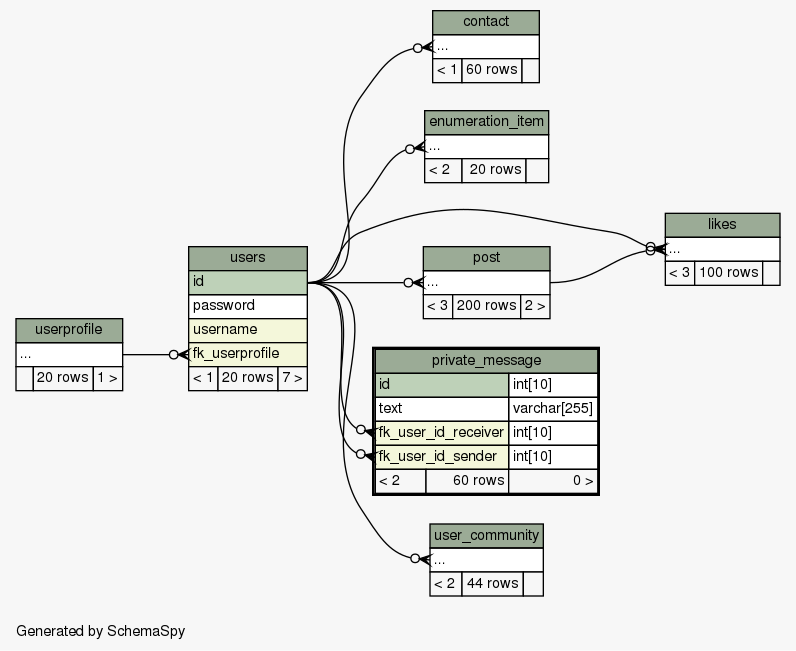 contact
...
< 1 60 rows
enumeration_item
...
< 2 20 rows
likes
...
< 3 100 rows
users
id
password
username
fk_userprofile
< 1 20 rows 7 >
post
...
< 3 200 rows 2 >
userprofile
...
20 rows 1 >
private_message
id int[10]
text varchar[255]
fk_user_id_receiver int[10]
fk_user_id_sender int[10]
< 2 60 rows 0 >
user_community
...
< 2 44 rows
Generated by SchemaSpy